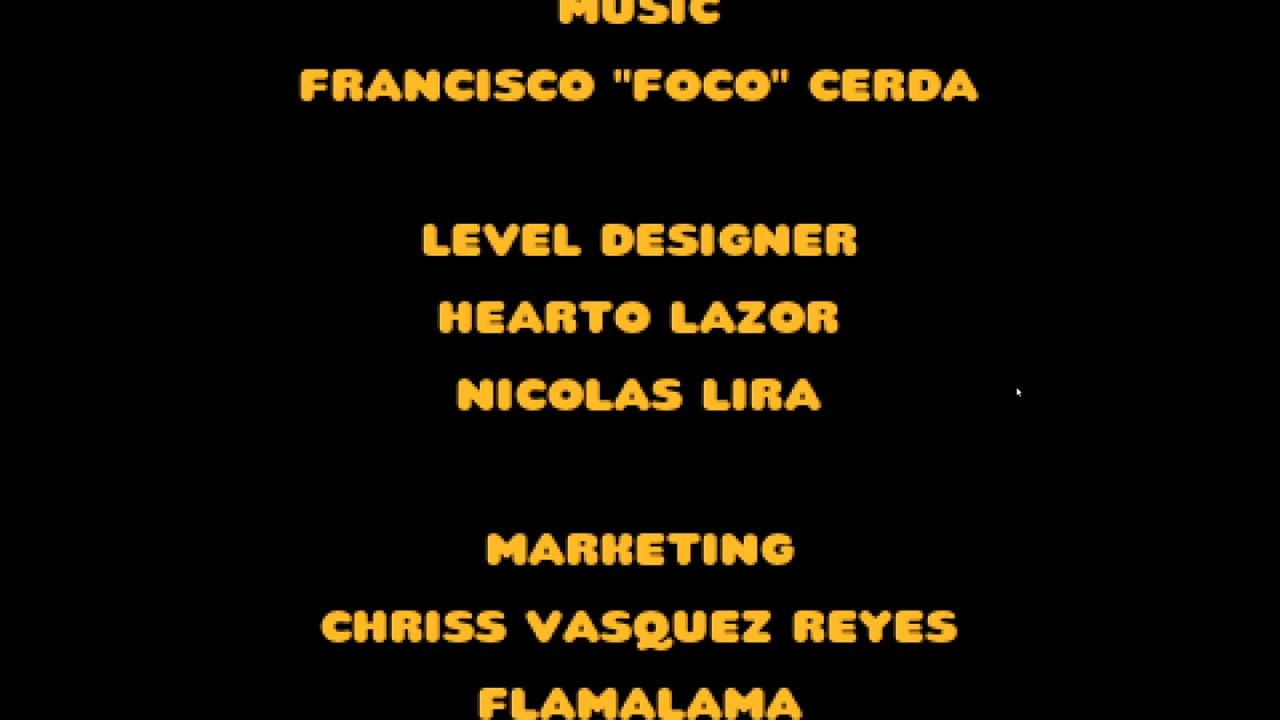 MUSIC
FRANCISCO "FOCO" CERDA
LEVEL DESIGNER
HEARTO LAZOR
NICOLAS LIRA
MARKETING
CHRISS VASQUEZ REYES
FLAMALAMA